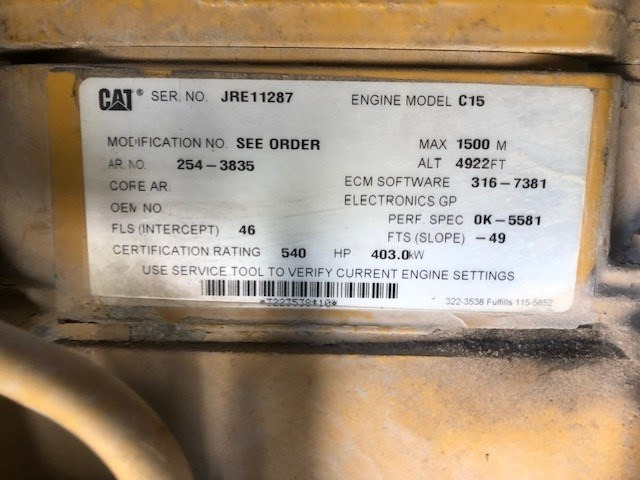 CAT® SER. NO. JRE11287 ENGINE MODEL C15
MODIFICATION NO. SEE ORDER MAX 1500 M
AR. NO. 254-3835 ALT 4922FT
CORE AR. ECM SOFTWARE 316-7381
ELECTRONICS GP
OEM NO PERF. SPEC 0K-5581
FLS (INTERCEPT) 46 FTS (SLOPE) -49
CERTIFICATION RATING 540 HP 403.0kW
USE SERVICE TOOL TO VERIFY CURRENT ENGINE SETTINGS
322-3538 Fulfills 115-5852